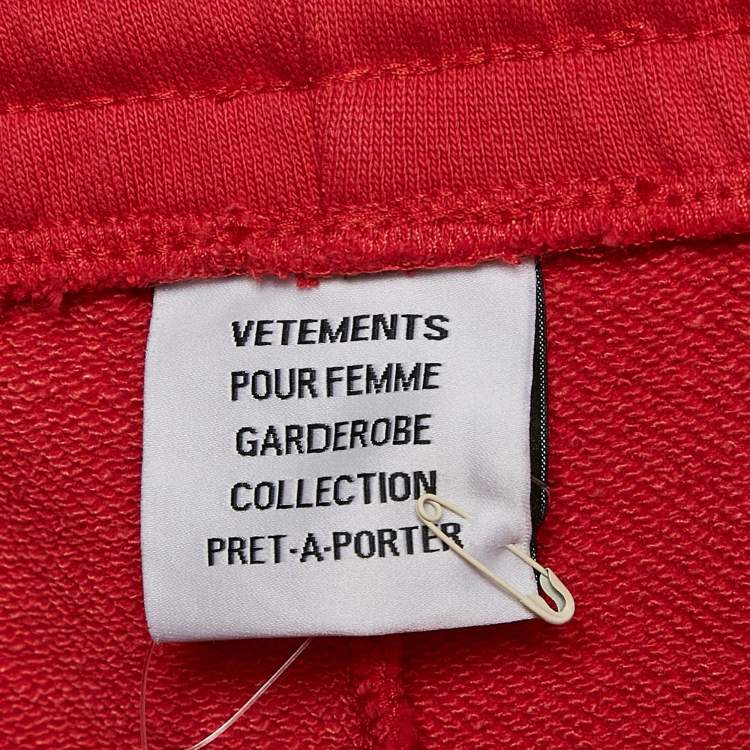 VETEMENTS
POUR FEMME
GARDEROBE
COLLECTION
PRET-A-PORTER